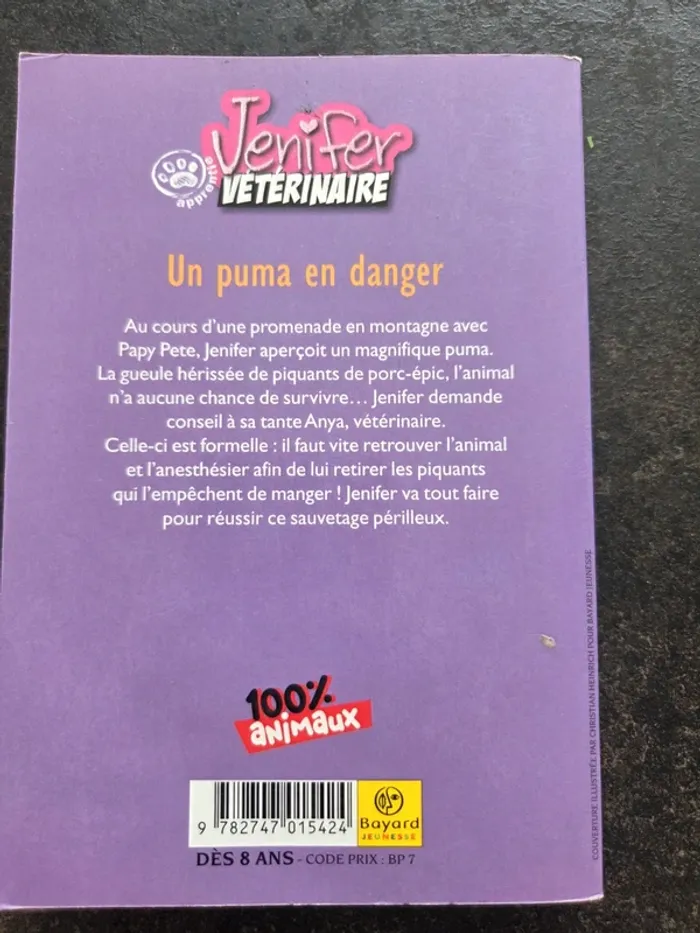 Jenifer
apprentie
VÉTÉRINAIRE
Un puma en danger
Au cours d'une promenade en montagne avec
Papy Pete, Jenifer aperçoit un magnifique puma.
La gueule hérissée de piquants de porc-épic, l'animal
n'a aucune chance de survivre... Jenifer demande
conseil à sa tante Anya, vétérinaire.
Celle-ci est formelle : il faut vite retrouver l'animal
et l'anesthésier afin de lui retirer les piquants
qui l'empêchent de manger ! Jenifer va tout faire
pour réussir ce sauvetage périlleux.
COUVERTURE ILLUSTRÉE PAR CHRISTIAN HEINRICH POUR BAYARD JEUNESSE
100%
animaux
9 782747 015424
Bayard
JEUNESSE
DÈS 8 ANS - CODE PRIX : BP 7